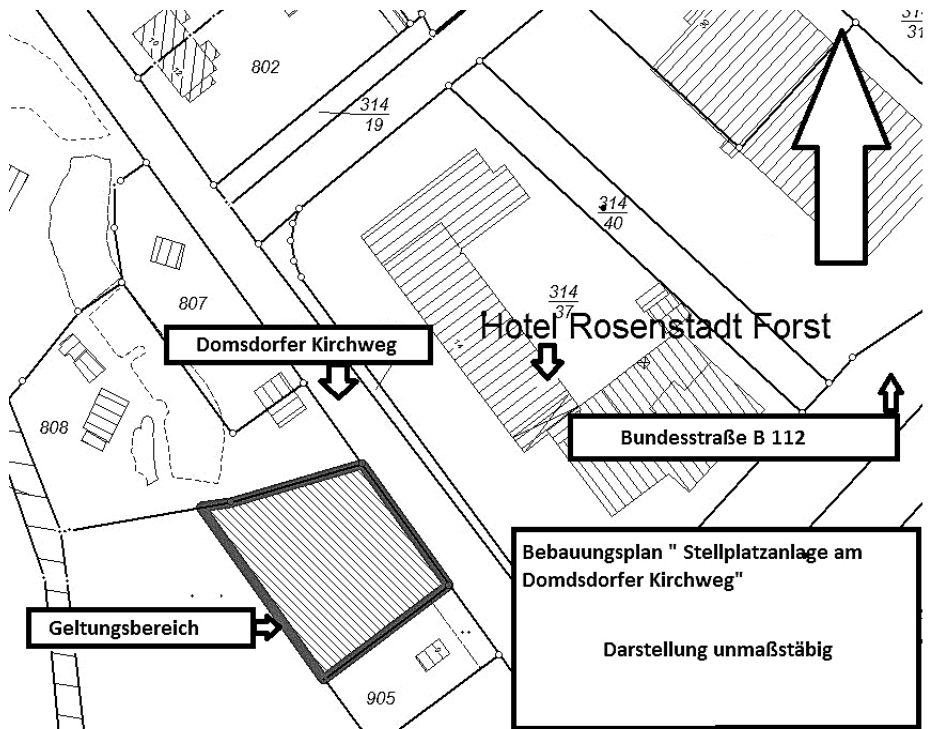 802
314
19
314
40
314
37
807
Hotel Rosenstadt Forst
Domsdorfer Kirchweg
14
808
Bundesstraße B 112
Bebauungsplan " Stellplatzanlage am
Domdsdorfer Kirchweg"
Geltungsbereich
Darstellung unmaßstäbig
905